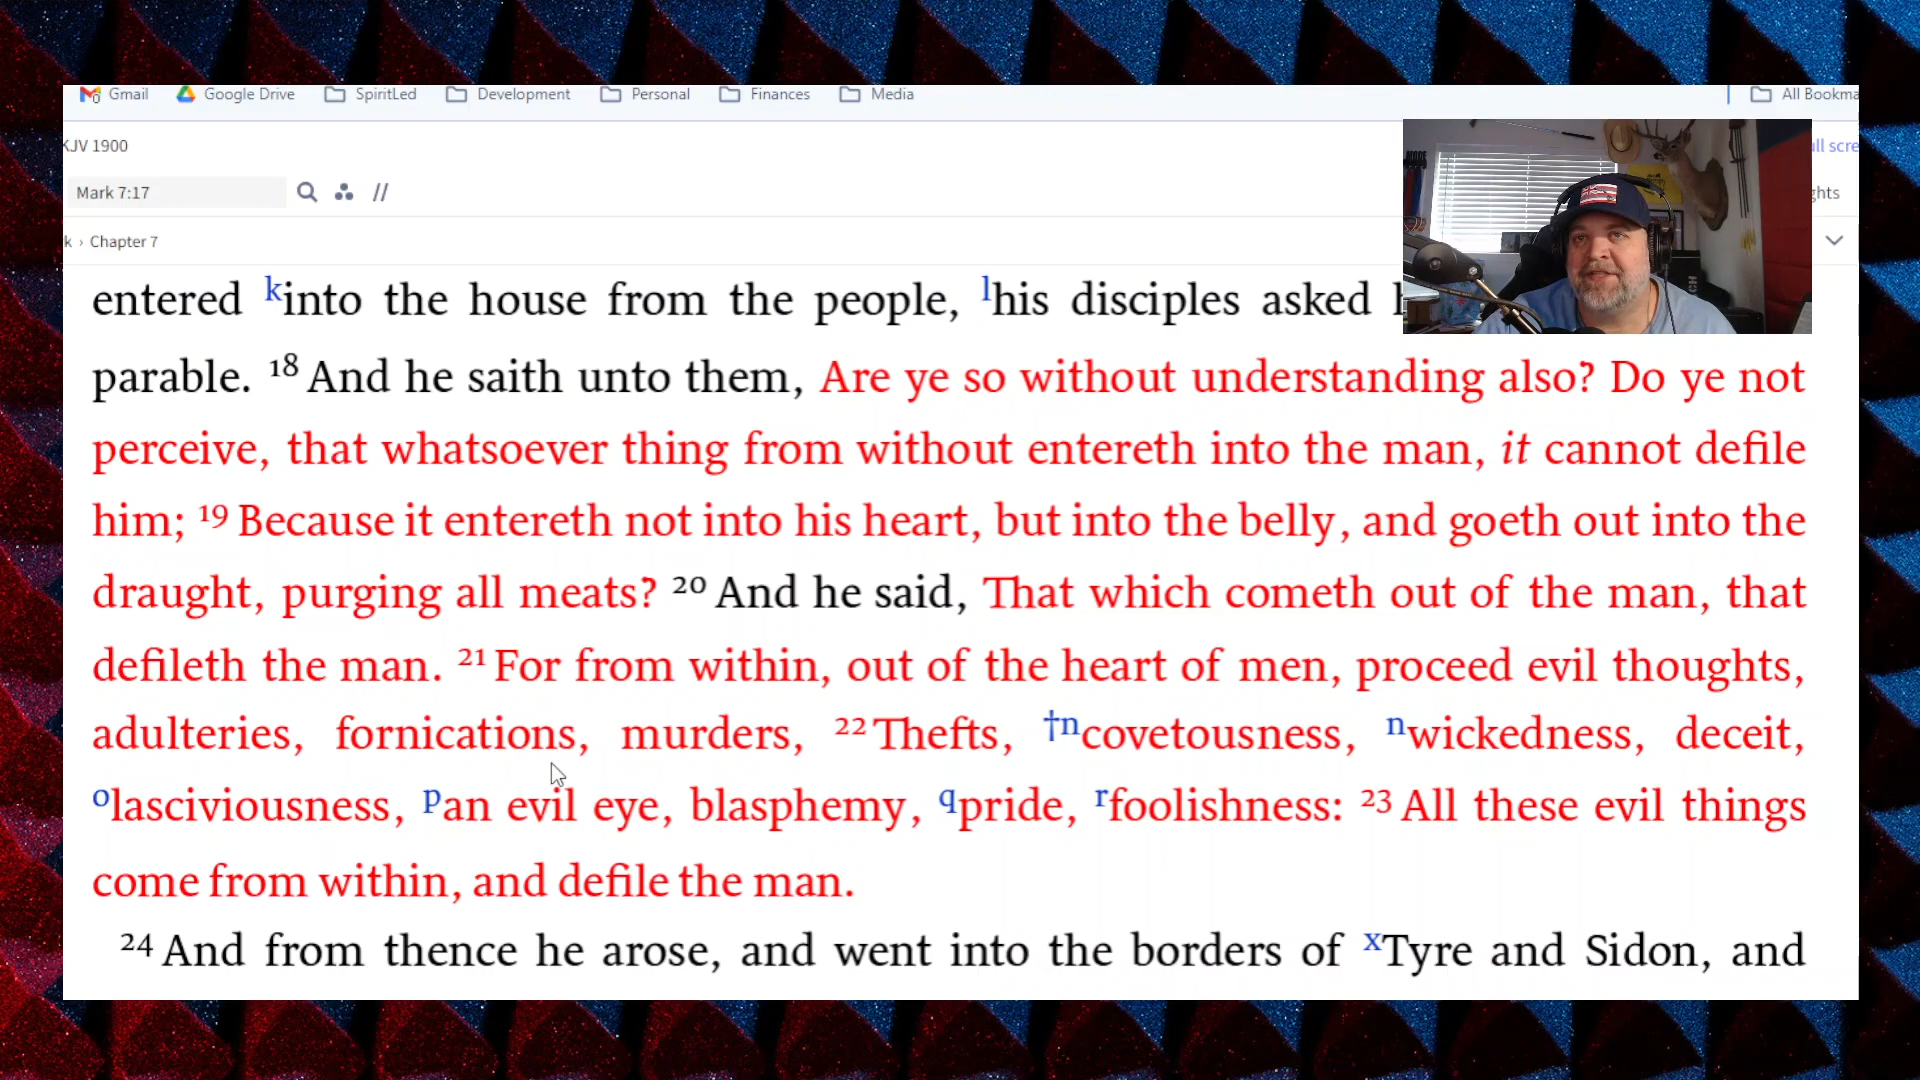 Gmail Google Drive SpiritLed Development Personal Finances Media All Bookma
KJV 1900 ll scre
Mark 7:17 // ghts
k › Chapter 7
entered kinto the house from the people, lhis disciples asked
parable. 18 And he saith unto them, Are ye so without understanding also? Do ye not
perceive, that whatsoever thing from without entereth into the man, it cannot defile
him; 19 Because it entereth not into his heart, but into the belly, and goeth out into the
draught, purging all meats? 20 And he said, That which cometh out of the man, that
defileth the man. 21 For from within, out of the heart of men, proceed evil thoughts,
adulteries, fornications, murders, 22 Thefts, †ncovetousness, nwickedness, deceit,
olasciviousness, pan evil eye, blasphemy, qpride, rfoolishness: 23 All these evil things
come from within, and defile the man.
24 And from thence he arose, and went into the borders of xTyre and Sidon, and